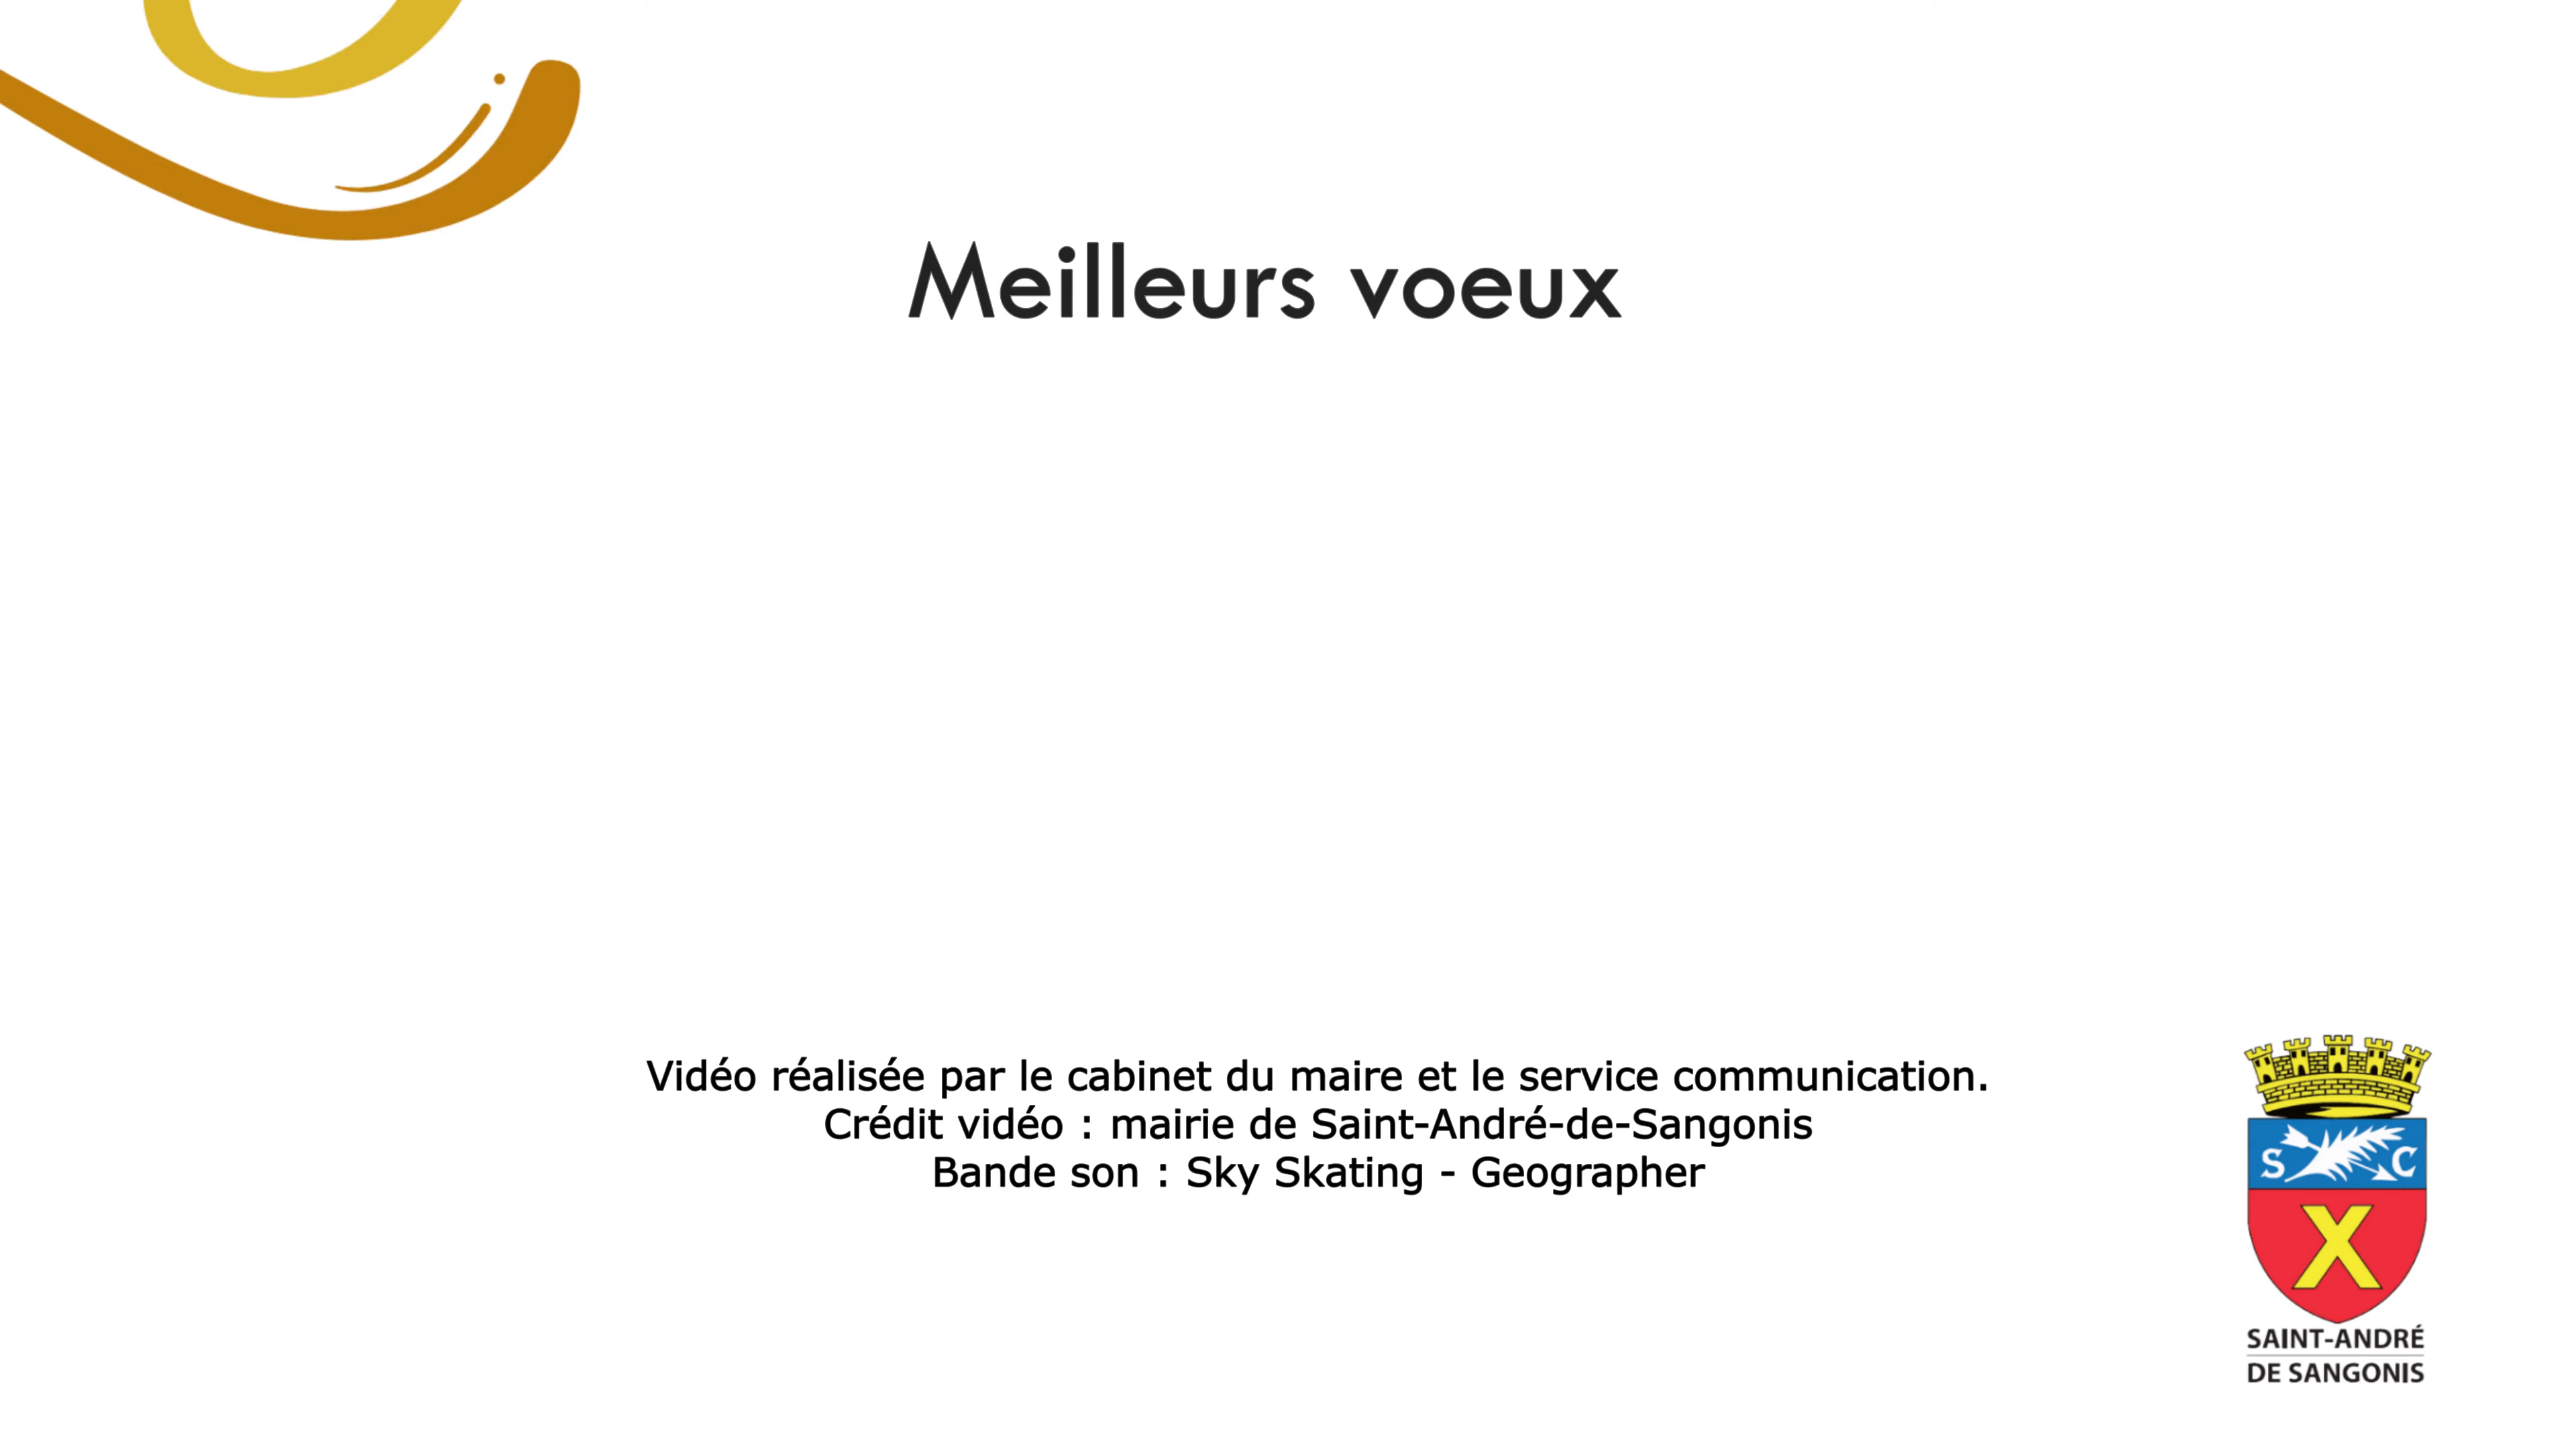 Meilleurs voeux
Vidéo réalisée par le cabinet du maire et le service communication.
Crédit vidéo : mairie de Saint-André-de-Sangonis
Bande son : Sky Skating - Geographer
S C
X
SAINT-ANDRÉ
DE SANGONIS